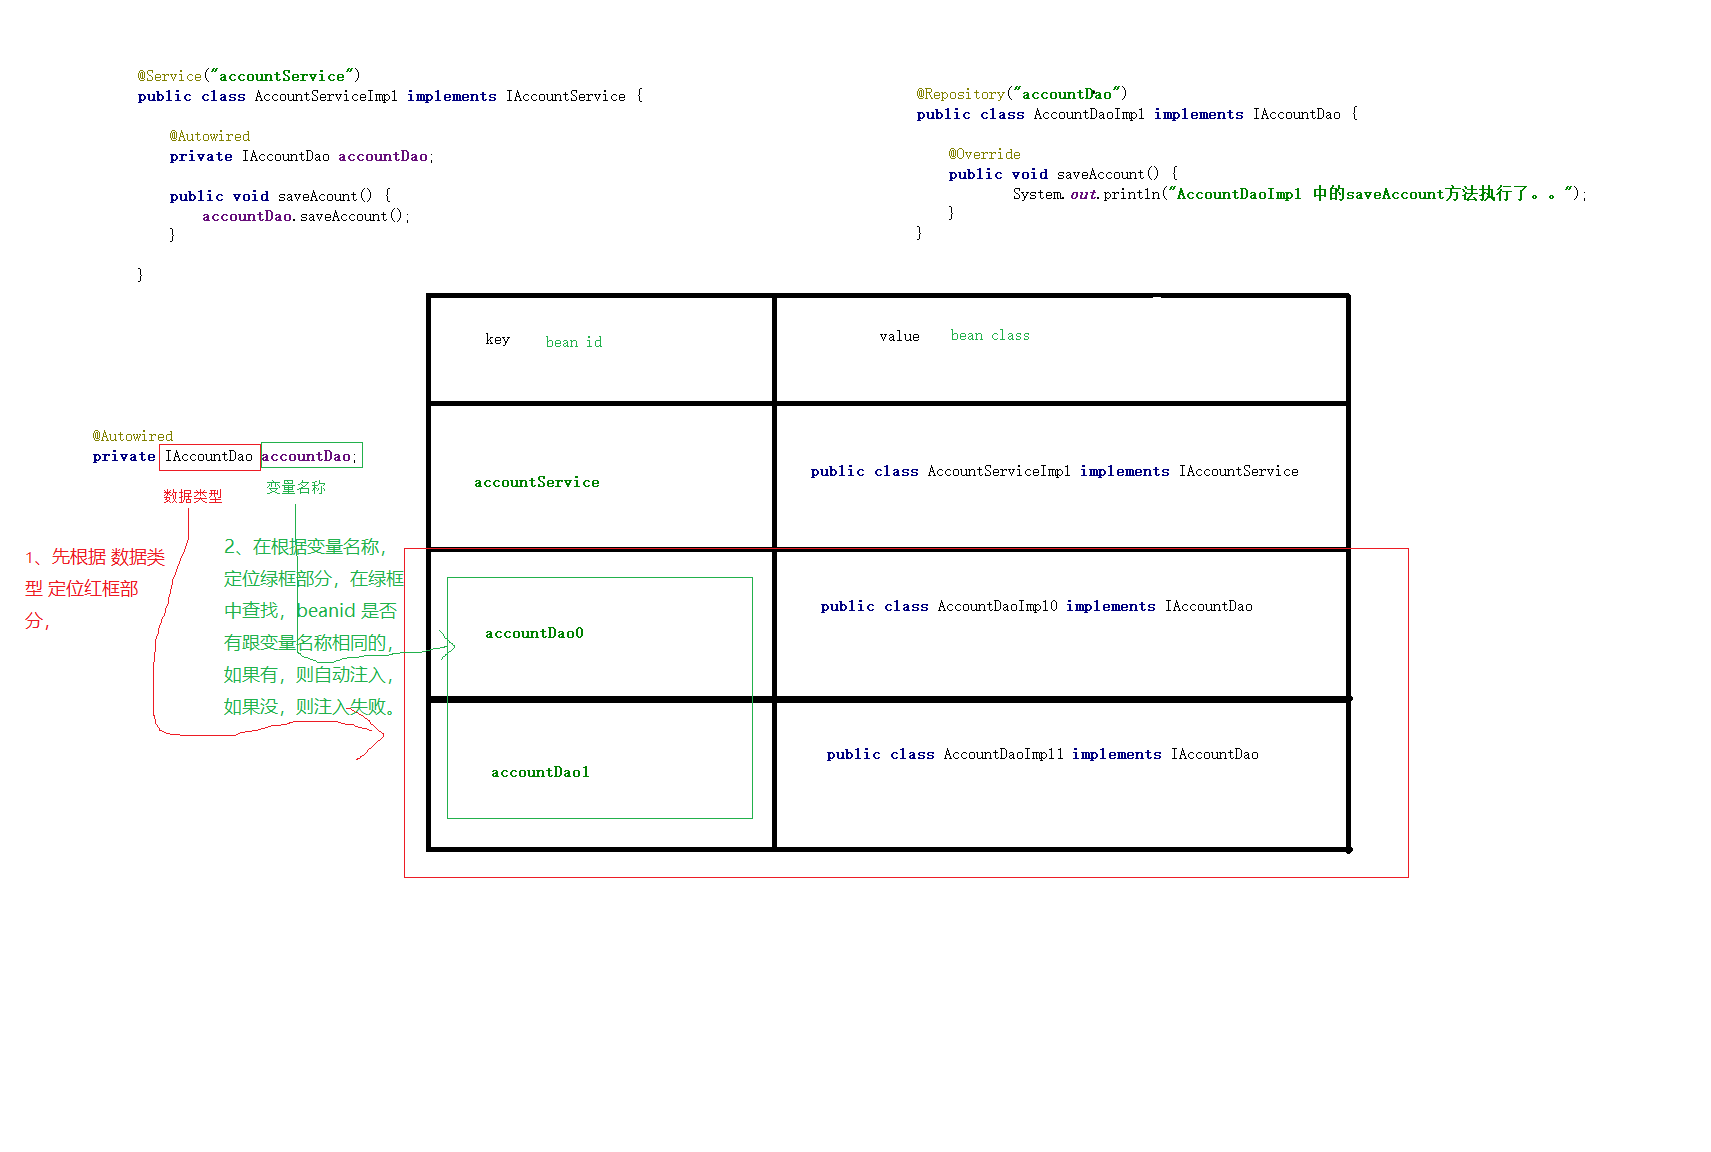 @Service("accountService")
public class AccountServiceImpl implements IAccountService {
@Autowired
private IAccountDao accountDao;
public void saveAcount() {
accountDao.saveAccount();
}
}
@Repository("accountDao")
public class AccountDaoImpl implements IAccountDao {
@Override
public void saveAccount() {
System.out.println("AccountDaoImpl 中的saveAccount方法执行了。。");
}
}
key bean id
value bean class
accountService
public class AccountServiceImpl implements IAccountService
accountDao0
public class AccountDaoImpl0 implements IAccountDao
accountDao1
public class AccountDaoImpl1 implements IAccountDao
@Autowired
private IAccountDao accountDao;
数据类型
变量名称
1、先根据 数据类
型 定位红框部
分，
2、在根据变量名称，
定位绿框部分，在绿框
中查找，beanid 是否
有跟变量名称相同的，
如果有，则自动注入，
如果没，则注入失败。